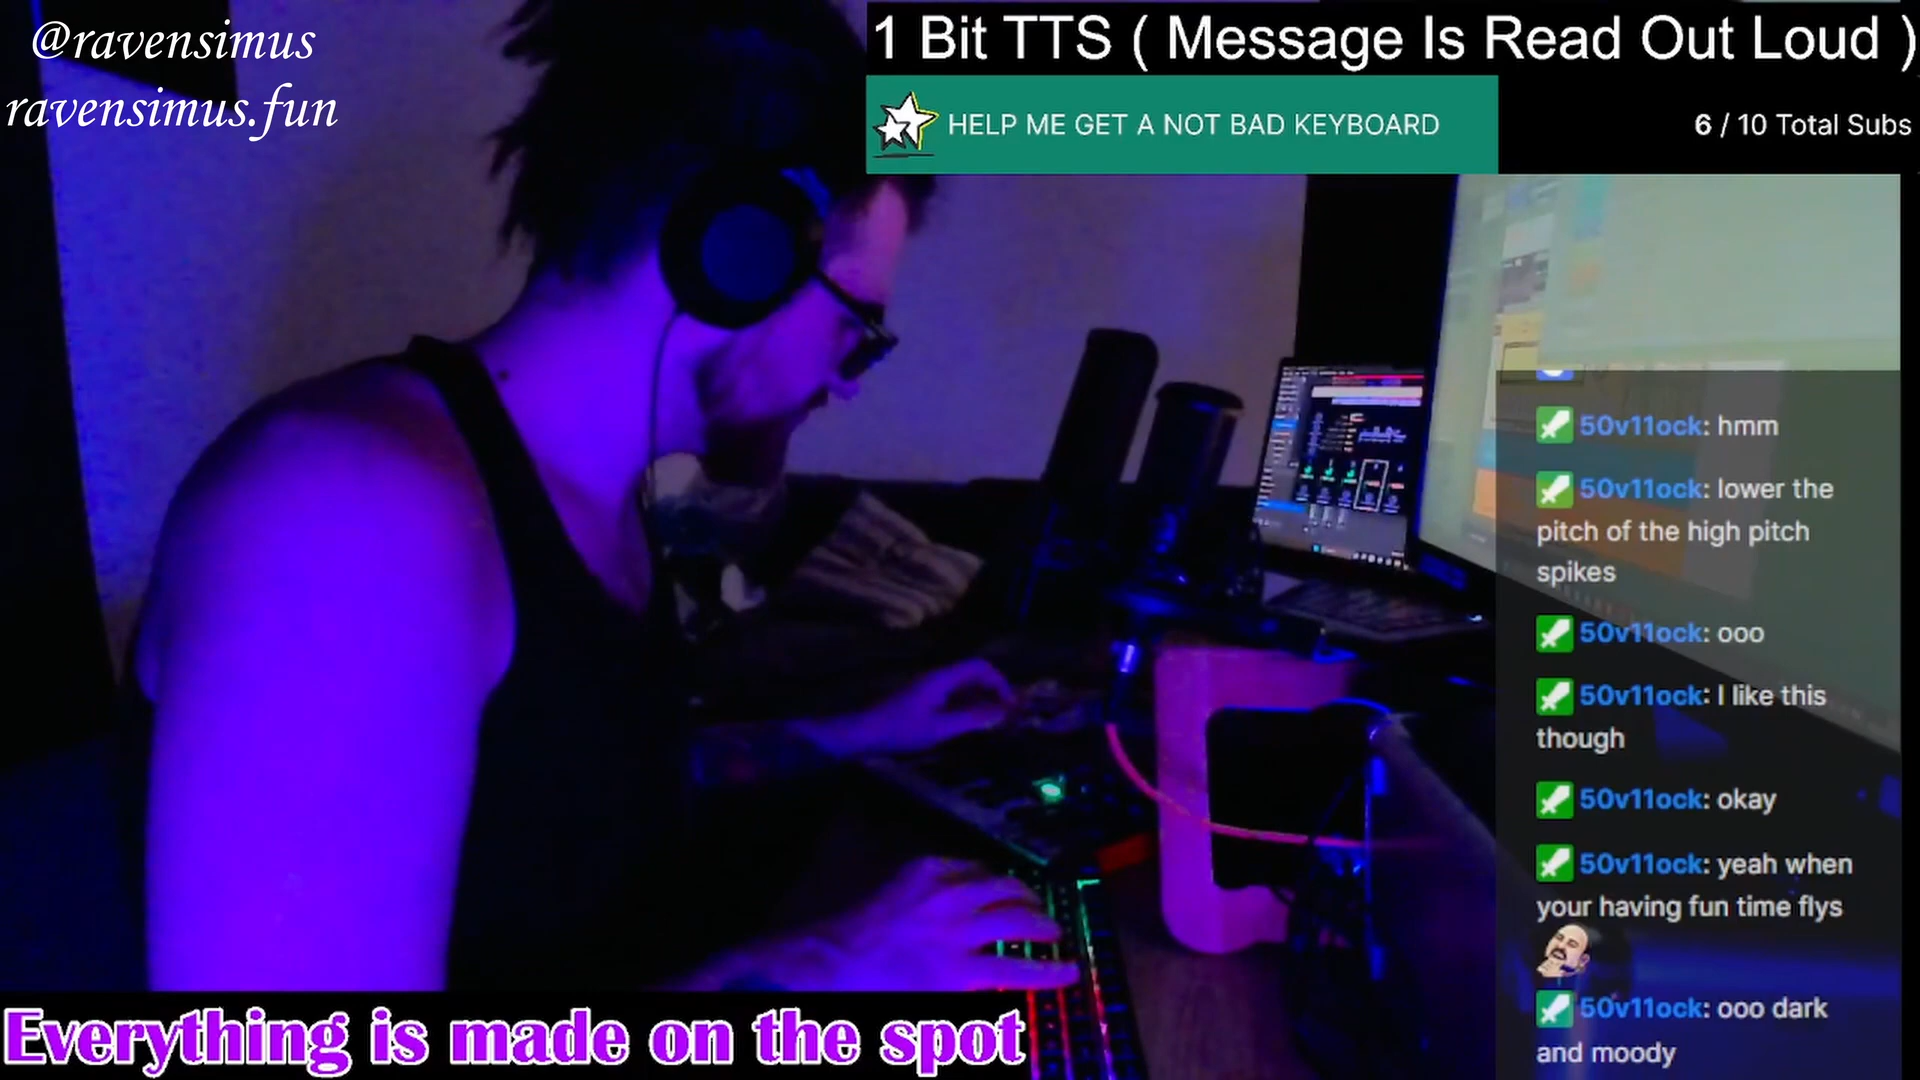 @ravensimus
ravensimus.fun
1 Bit TTS ( Message Is Read Out Loud )
HELP ME GET A NOT BAD KEYBOARD
6 / 10 Total Subs
50v11ock: hmm
50v11ock: lower the
pitch of the high pitch
spikes
50v11ock: ooo
50v11ock: I like this
though
50v11ock: okay
50v11ock: yeah when
your having fun time flys
50v11ock: ooo dark
and moody
Everything is made on the spot